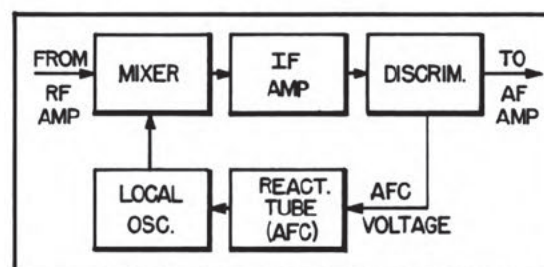 FROM
RF
AMP
MIXER
IF
AMP
DISCRIM.
TO
AF
AMP
LOCAL
OSC.
REACT.
TUBE
(AFC)
AFC
VOLTAGE